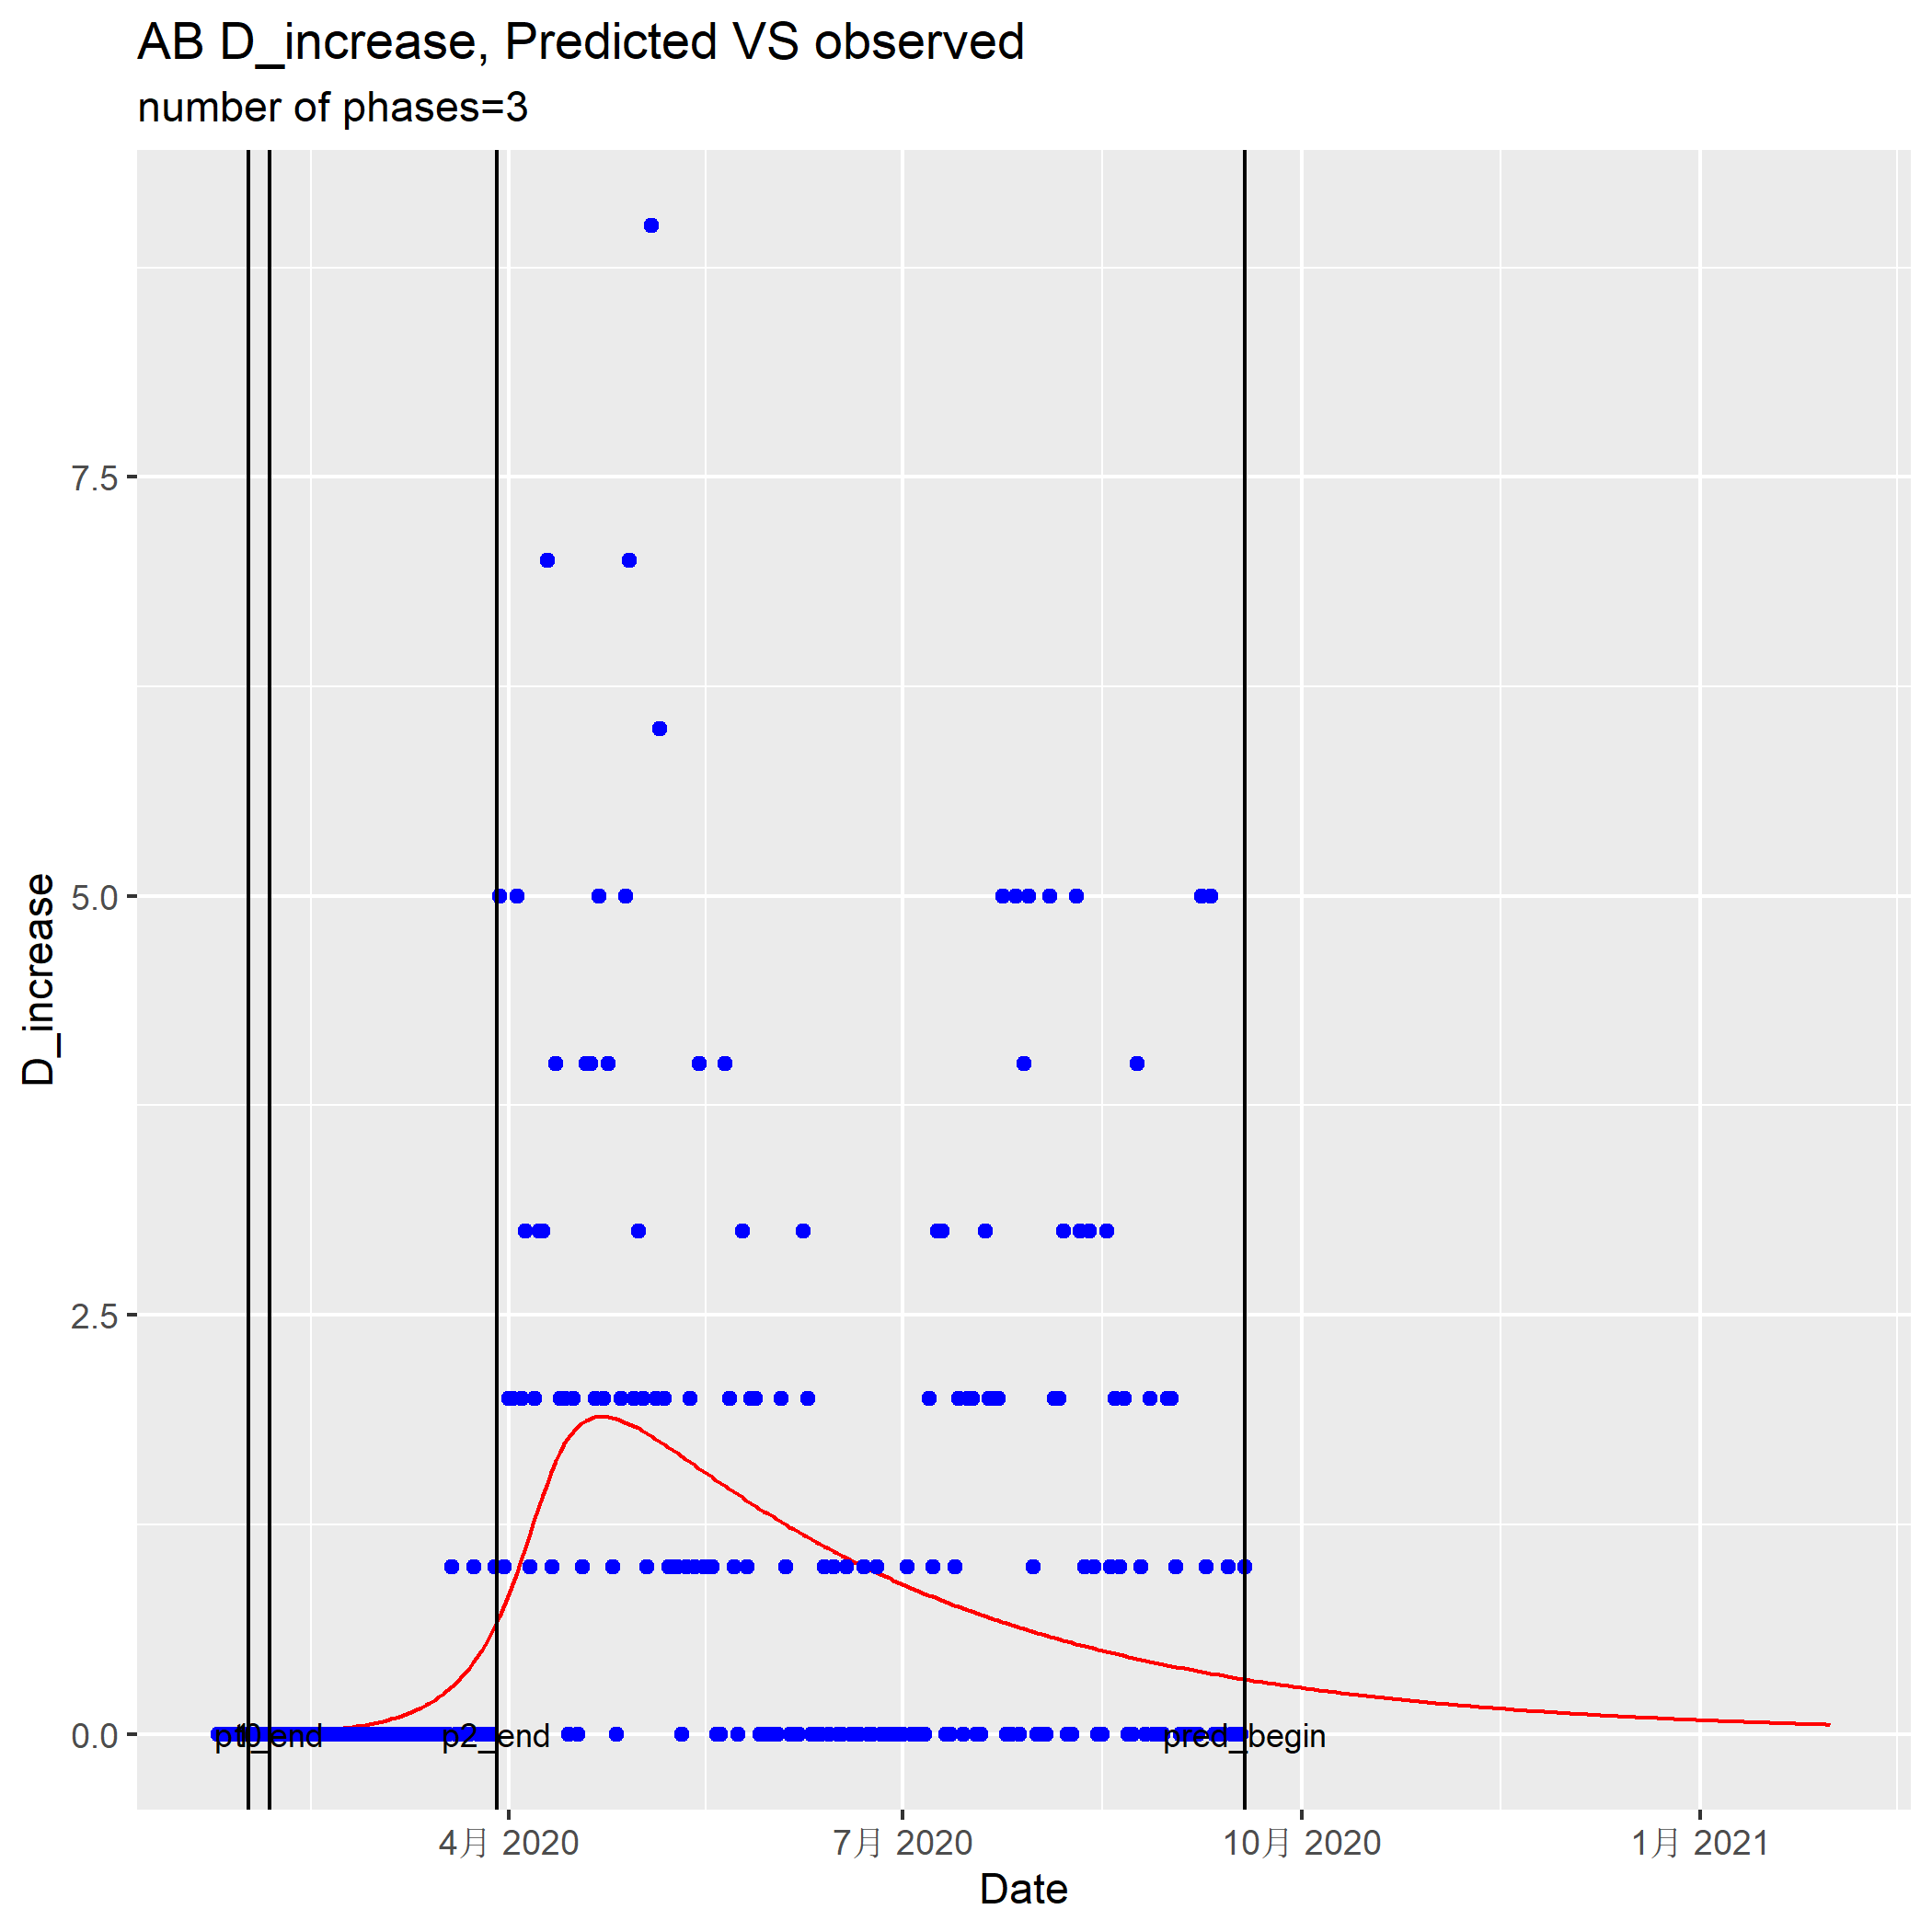 AB D_increase, Predicted VS observed
number of phases=3
D_increase
7.5
5.0
2.5
0.0
p2_end
pred_begin
4月 2020
7月 2020
10月 2020
1月 2021
Date